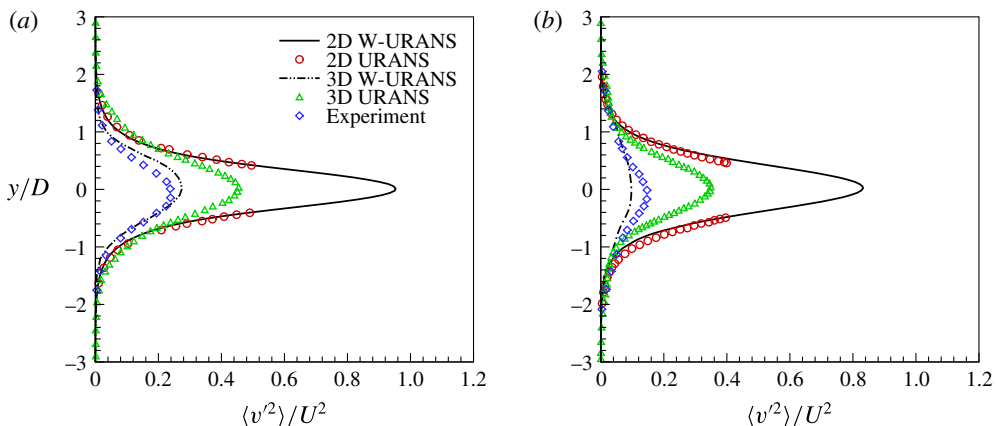 (a)
3
2
1
y/D
0
−1
−2
−3
0
0.2
0.4
0.6
0.8
1.0
1.2
⟨v′²⟩/U²
2D W-URANS
2D URANS
3D W-URANS
3D URANS
Experiment
(b)
3
2
1
0
−1
−2
−3
0
0.2
0.4
0.6
0.8
1.0
1.2
⟨v′²⟩/U²